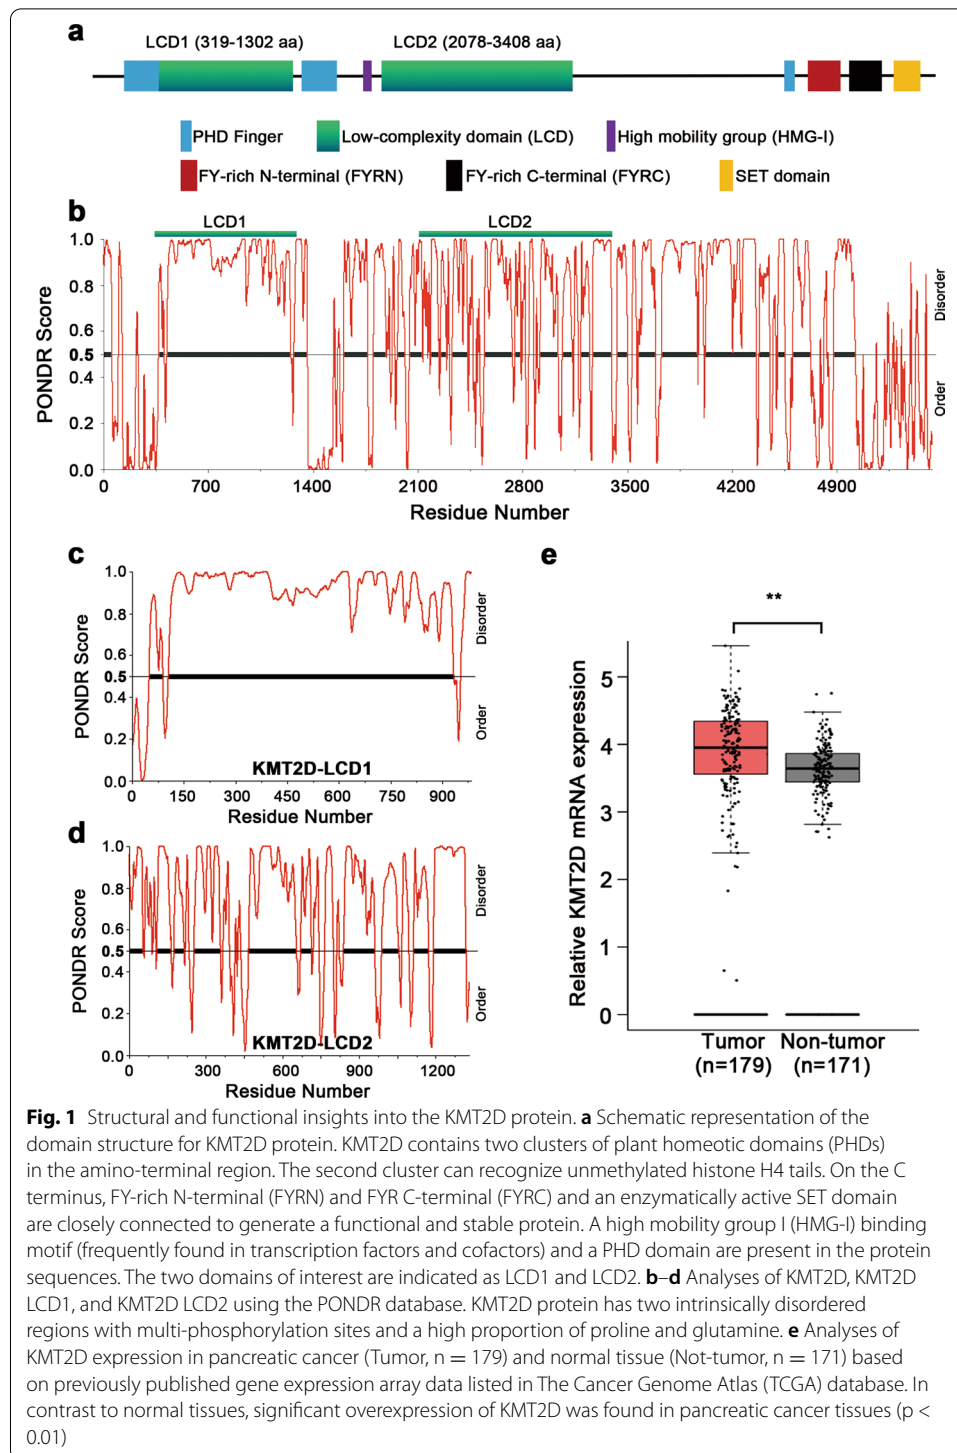 a
LCD1 (319-1302 aa)
LCD2 (2078-3408 aa)
PHD Finger
Low-complexity domain (LCD)
High mobility group (HMG-I)
FY-rich N-terminal (FYRN)
FY-rich C-terminal (FYRC)
SET domain
b
LCD1
LCD2
PONDR Score
1.0
0.8
0.6
0.5
0.4
0.2
0.0
Disorder
Order
0
700
1400
2100
2800
3500
4200
4900
Residue Number
c
PONDR Score
1.0
0.8
0.6
0.5
0.4
0.2
0.0
Disorder
Order
KMT2D-LCD1
0
150
300
450
600
750
900
Residue Number
d
PONDR Score
1.0
0.8
0.6
0.5
0.4
0.2
0.0
Disorder
Order
KMT2D-LCD2
0
300
600
900
1200
Residue Number
e
**
Relative KMT2D mRNA expression
5
4
3
2
1
0
Tumor
(n=179)
Non-tumor
(n=171)
Fig. 1 Structural and functional insights into the KMT2D protein. a Schematic representation of the
domain structure for KMT2D protein. KMT2D contains two clusters of plant homeotic domains (PHDs)
in the amino-terminal region. The second cluster can recognize unmethylated histone H4 tails. On the C
terminus, FY-rich N-terminal (FYRN) and FYR C-terminal (FYRC) and an enzymatically active SET domain
are closely connected to generate a functional and stable protein. A high mobility group I (HMG-I) binding
motif (frequently found in transcription factors and cofactors) and a PHD domain are present in the protein
sequences. The two domains of interest are indicated as LCD1 and LCD2. b–d Analyses of KMT2D, KMT2D
LCD1, and KMT2D LCD2 using the PONDR database. KMT2D protein has two intrinsically disordered
regions with multi-phosphorylation sites and a high proportion of proline and glutamine. e Analyses of
KMT2D expression in pancreatic cancer (Tumor, n = 179) and normal tissue (Not-tumor, n = 171) based
on previously published gene expression array data listed in The Cancer Genome Atlas (TCGA) database. In
contrast to normal tissues, significant overexpression of KMT2D was found in pancreatic cancer tissues (p <
0.01)